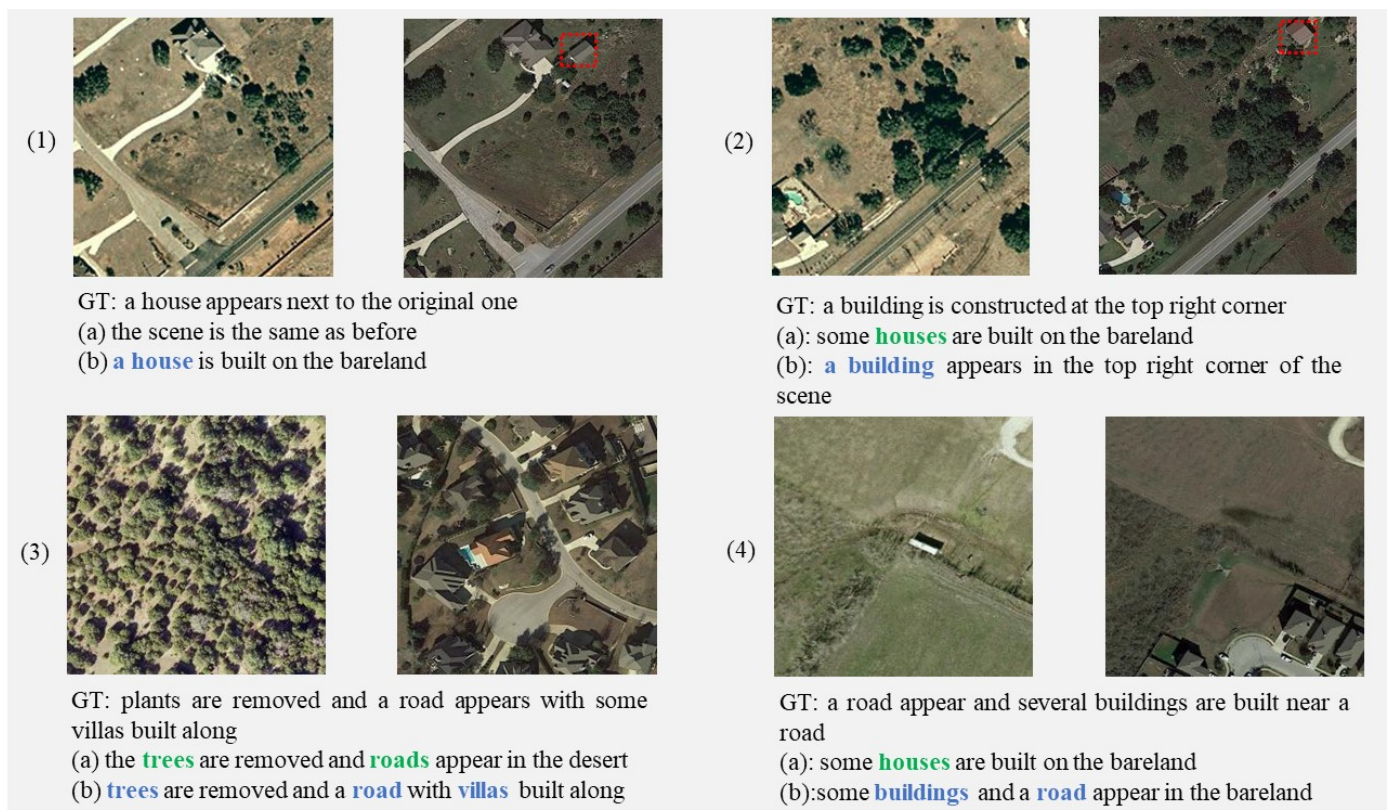 (1)
GT: a house appears next to the original one
(a) the scene is the same as before
(b) a house is built on the bareland
(2)
GT: a building is constructed at the top right corner
(a): some houses are built on the bareland
(b): a building appears in the top right corner of the
scene
(3)
GT: plants are removed and a road appears with some
villas built along
(a) the trees are removed and roads appear in the desert
(b) trees are removed and a road with villas built along
(4)
GT: a road appear and several buildings are built near a
road
(a): some houses are built on the bareland
(b):some buildings and a road appear in the bareland